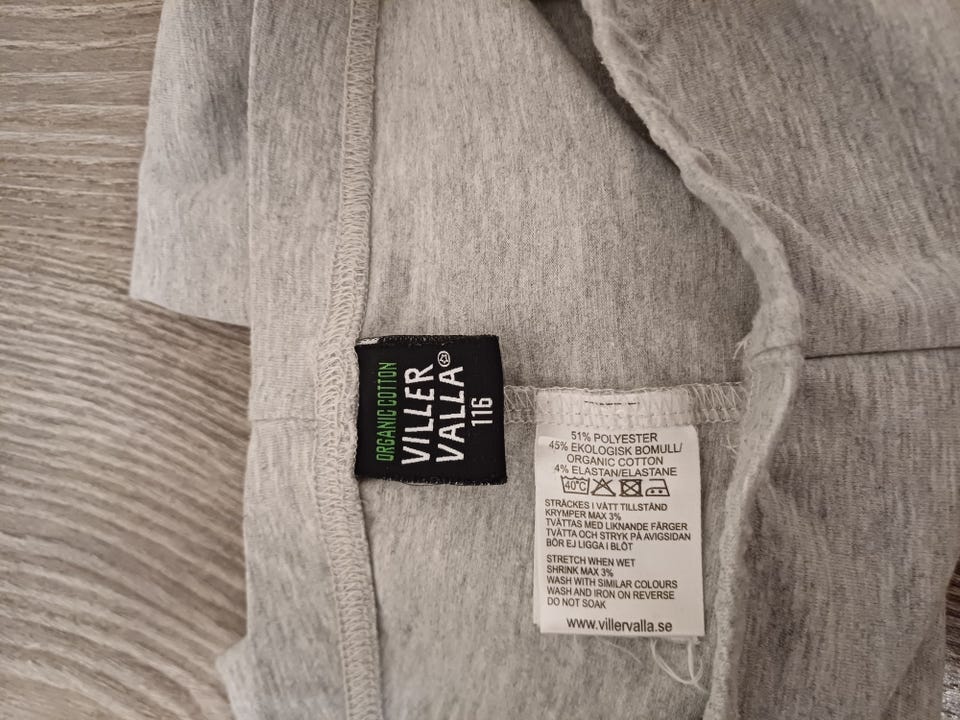 ORGANIC COTTON
VILLER
VALLA®
116
51% POLYESTER
45% EKOLOGISK BOMULL/
ORGANIC COTTON
4% ELASTAN/ELASTANE
40°C
STRÄCKES I VÅTT TILLSTÅND
KRYMPER MAX 3%
TVÄTTAS MED LIKNANDE FÄRGER
TVÄTTA OCH STRYK PÅ AVIGSIDAN
BÖR EJ LIGGA I BLÖT
STRETCH WHEN WET
SHRINK MAX 3%
WASH WITH SIMILAR COLOURS
WASH AND IRON ON REVERSE
DO NOT SOAK
www.villervalla.se